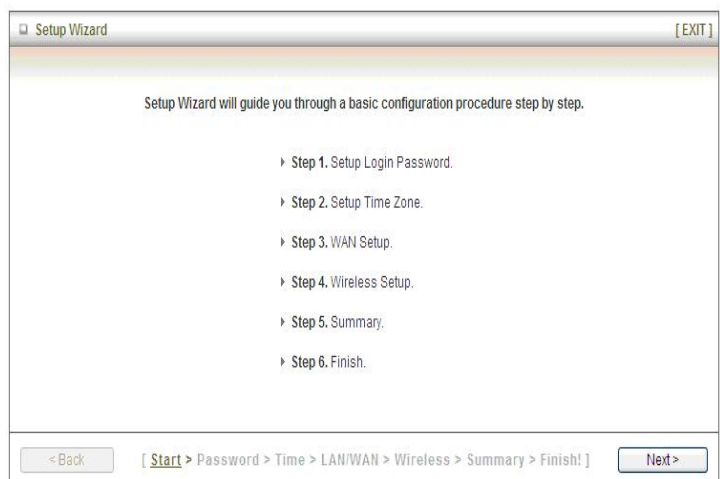 Setup Wizard [ EXIT ]
Setup Wizard will guide you through a basic configuration procedure step by step.
Step 1. Setup Login Password.
Step 2. Setup Time Zone.
Step 3. WAN Setup.
Step 4. Wireless Setup.
Step 5. Summary.
Step 6. Finish.
< Back [ Start > Password > Time > LAN/WAN > Wireless > Summary > Finish! ] Next >